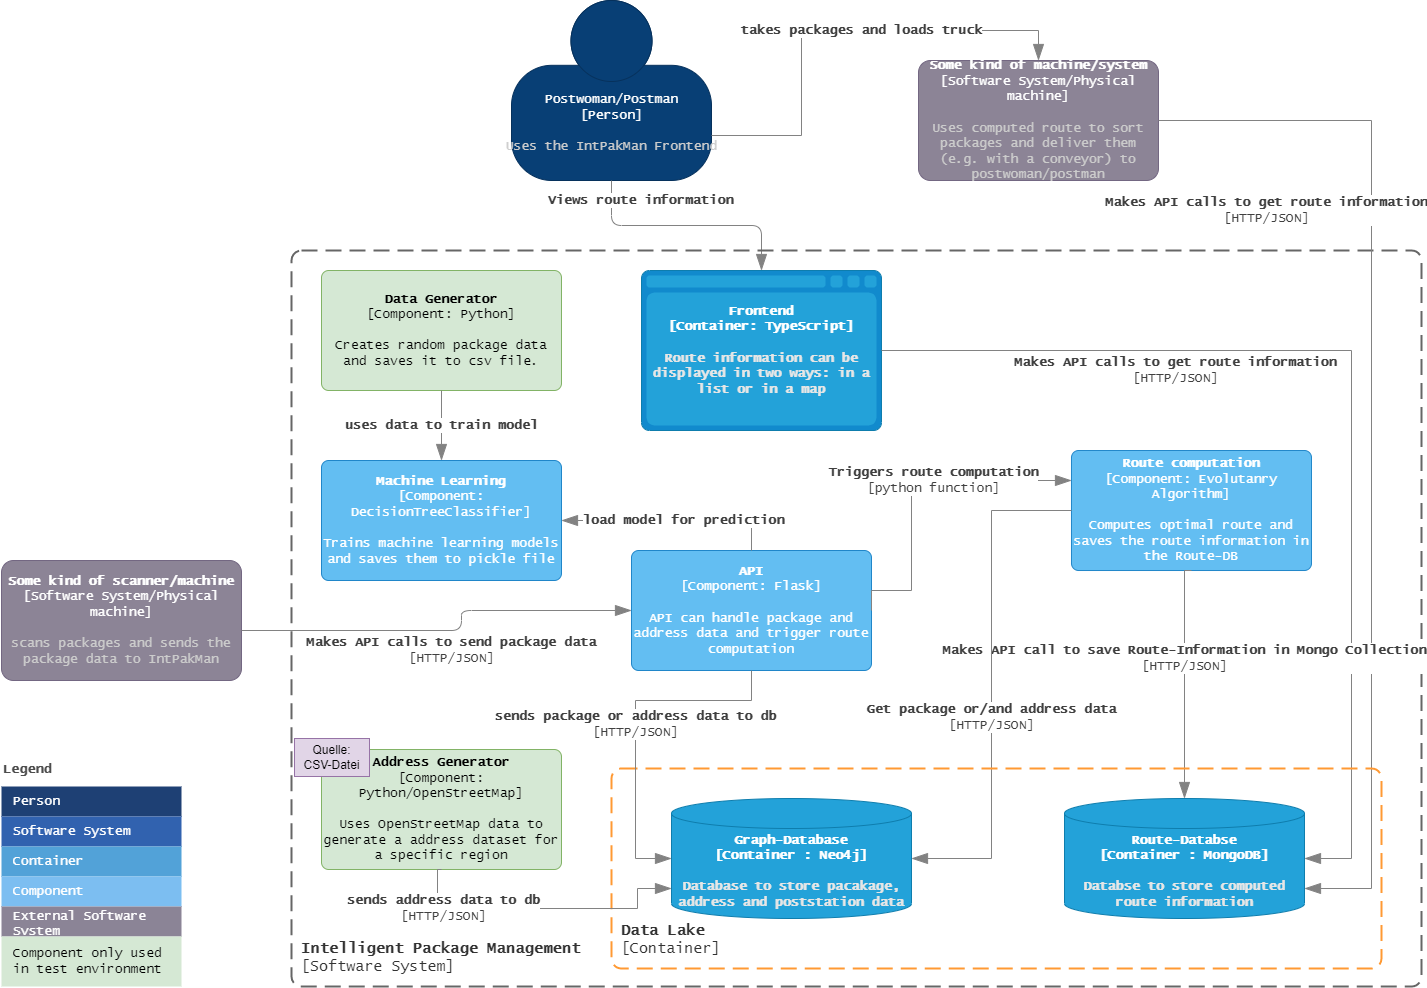 takes packages and loads truck
Postwoman/Postman
[Person]
Uses the IntPakMan Frontend
Some kind of machine/system
[Software System/Physical
machine]
Uses computed route to sort
packages and deliver them
(e.g. with a conveyor) to
postwoman/postman
Views route information
Makes API calls to get route information
[HTTP/JSON]
Data Generator
[Component: Python]
Creates random package data
and saves it to csv file.
Frontend
[Container: TypeScript]
Route information can be
displayed in two ways: in a
list or in a map
Makes API calls to get route information
[HTTP/JSON]
uses data to train model
Machine Learning
[Component:
DecisionTreeClassifier]
Trains machine learning models
and saves them to pickle file
Triggers route computation
[python function]
Route computation
[Component: Evolutanry
Algorithm]
Computes optimal route and
saves the route information in
the Route-DB
load model for prediction
API
[Component: Flask]
API can handle package and
address data and trigger route
computation
Some kind of scanner/machine
[Software System/Physical
machine]
scans packages and sends the
package data to IntPakMan
Makes API calls to send package data
[HTTP/JSON]
Makes API call to save Route-Information in Mongo Collection
[HTTP/JSON]
sends package or address data to db
[HTTP/JSON]
Get package or/and address data
[HTTP/JSON]
Quelle:
CSV-Datei
Address Generator
[Component:
Python/OpenStreetMap]
Uses OpenStreetMap data to
generate a address dataset for
a specific region
sends address data to db
[HTTP/JSON]
Graph-Database
[Container : Neo4j]
Database to store pacakage,
address and poststation data
Route-Databse
[Container : MongoDB]
Databse to store computed
route information
Data Lake
[Container]
Intelligent Package Management
[Software System]
Legend
Person
Software System
Container
Component
External Software
System
Component only used
in test environment